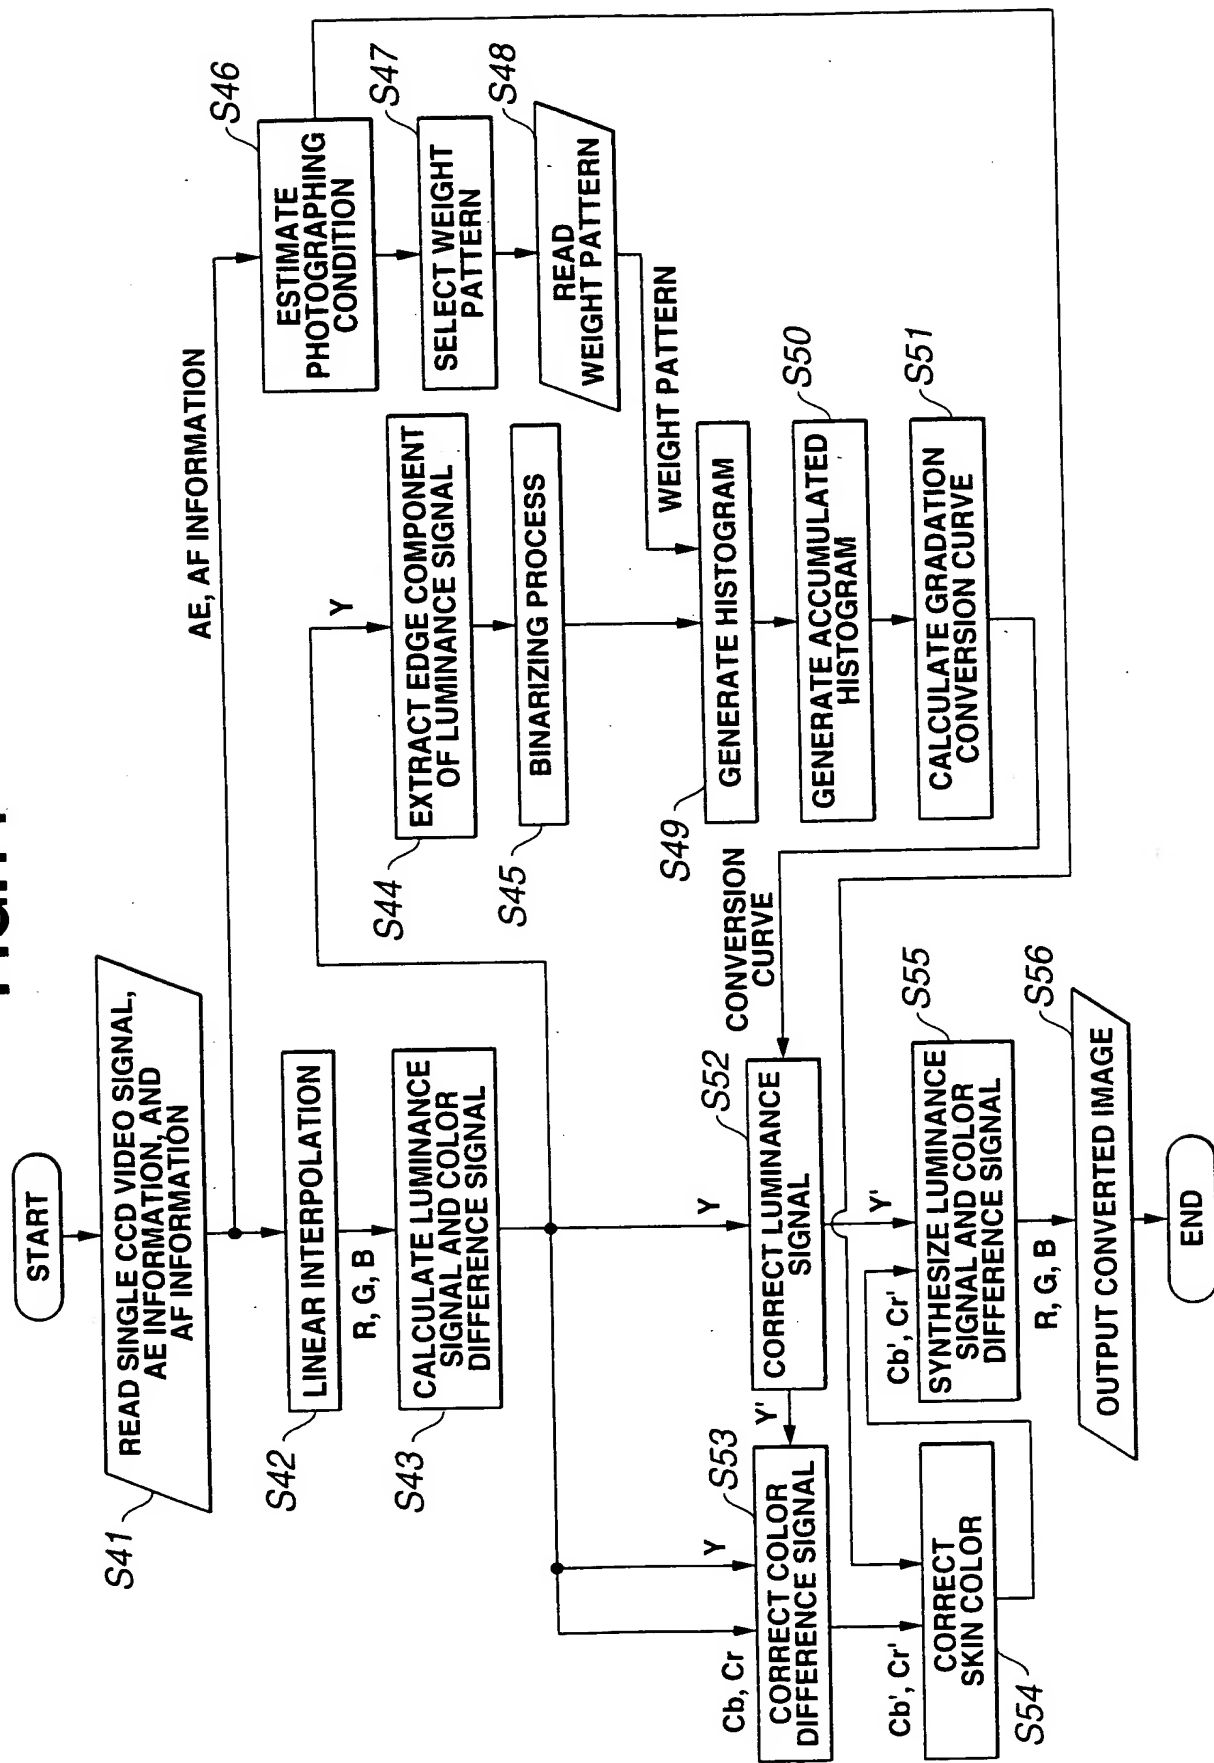 START
READ SINGLE CCD VIDEO SIGNAL,
AE INFORMATION, AND
AF INFORMATION
S41
AE, AF INFORMATION
LINEAR INTERPOLATION
S42
R, G, B
CALCULATE LUMINANCE
SIGNAL AND COLOR
DIFFERENCE SIGNAL
S43
Y
EXTRACT EDGE COMPONENT
OF LUMINANCE SIGNAL
S44
BINARIZING PROCESS
S45
ESTIMATE
PHOTOGRAPHING
CONDITION
S46
SELECT WEIGHT
PATTERN
S47
READ
WEIGHT PATTERN
S48
WEIGHT PATTERN
GENERATE HISTOGRAM
S49
GENERATE ACCUMULATED
HISTOGRAM
S50
CALCULATE GRADATION
CONVERSION CURVE
S51
CONVERSION
CURVE
Y
CORRECT LUMINANCE
SIGNAL
S52
Y'
Cb, Cr
Y
CORRECT COLOR
DIFFERENCE SIGNAL
S53
Cb', Cr'
CORRECT
SKIN COLOR
S54
Cb', Cr'
Y'
SYNTHESIZE LUMINANCE
SIGNAL AND COLOR
DIFFERENCE SIGNAL
S55
R, G, B
OUTPUT CONVERTED IMAGE
S56
END